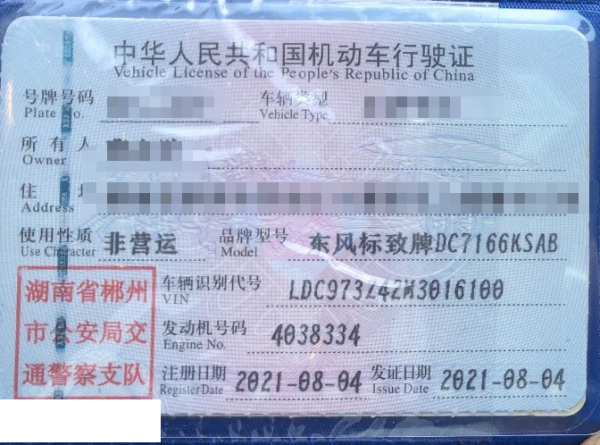 中华人民共和国机动车行驶证
Vehicle License of the People's Republic of China
号牌号码 车辆类型
Plate No. Vehicle Type
所有人
Owner
住
Address
使用性质 非营运 品牌型号 东风标致牌DC7166KSAB
Use Character Model
湖南省郴州
市公安局交
通警察支队
车辆识别代号 LDC973Z42M3016100
VIN
发动机号码 4038334
Engine No.
注册日期 2021-08-04 发证日期 2021-08-04
Register Date Issue Date